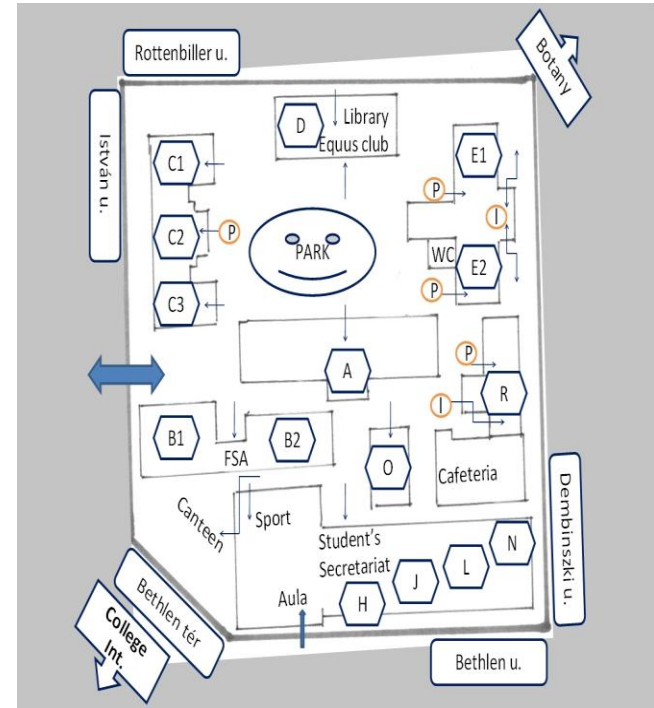 Rottenbiller u.
Botany
István u.
D
Library
Equus club
C1
E1
P
I
C2
P
PARK
WC
E2
P
C3
A
P
R
I
B1
FSA
B2
O
Cafeteria
Dembinszki u.
Canteen
Sport
Student's
Secretariat
N
L
J
H
Aula
Bethlen tér
College
Int.
Bethlen u.